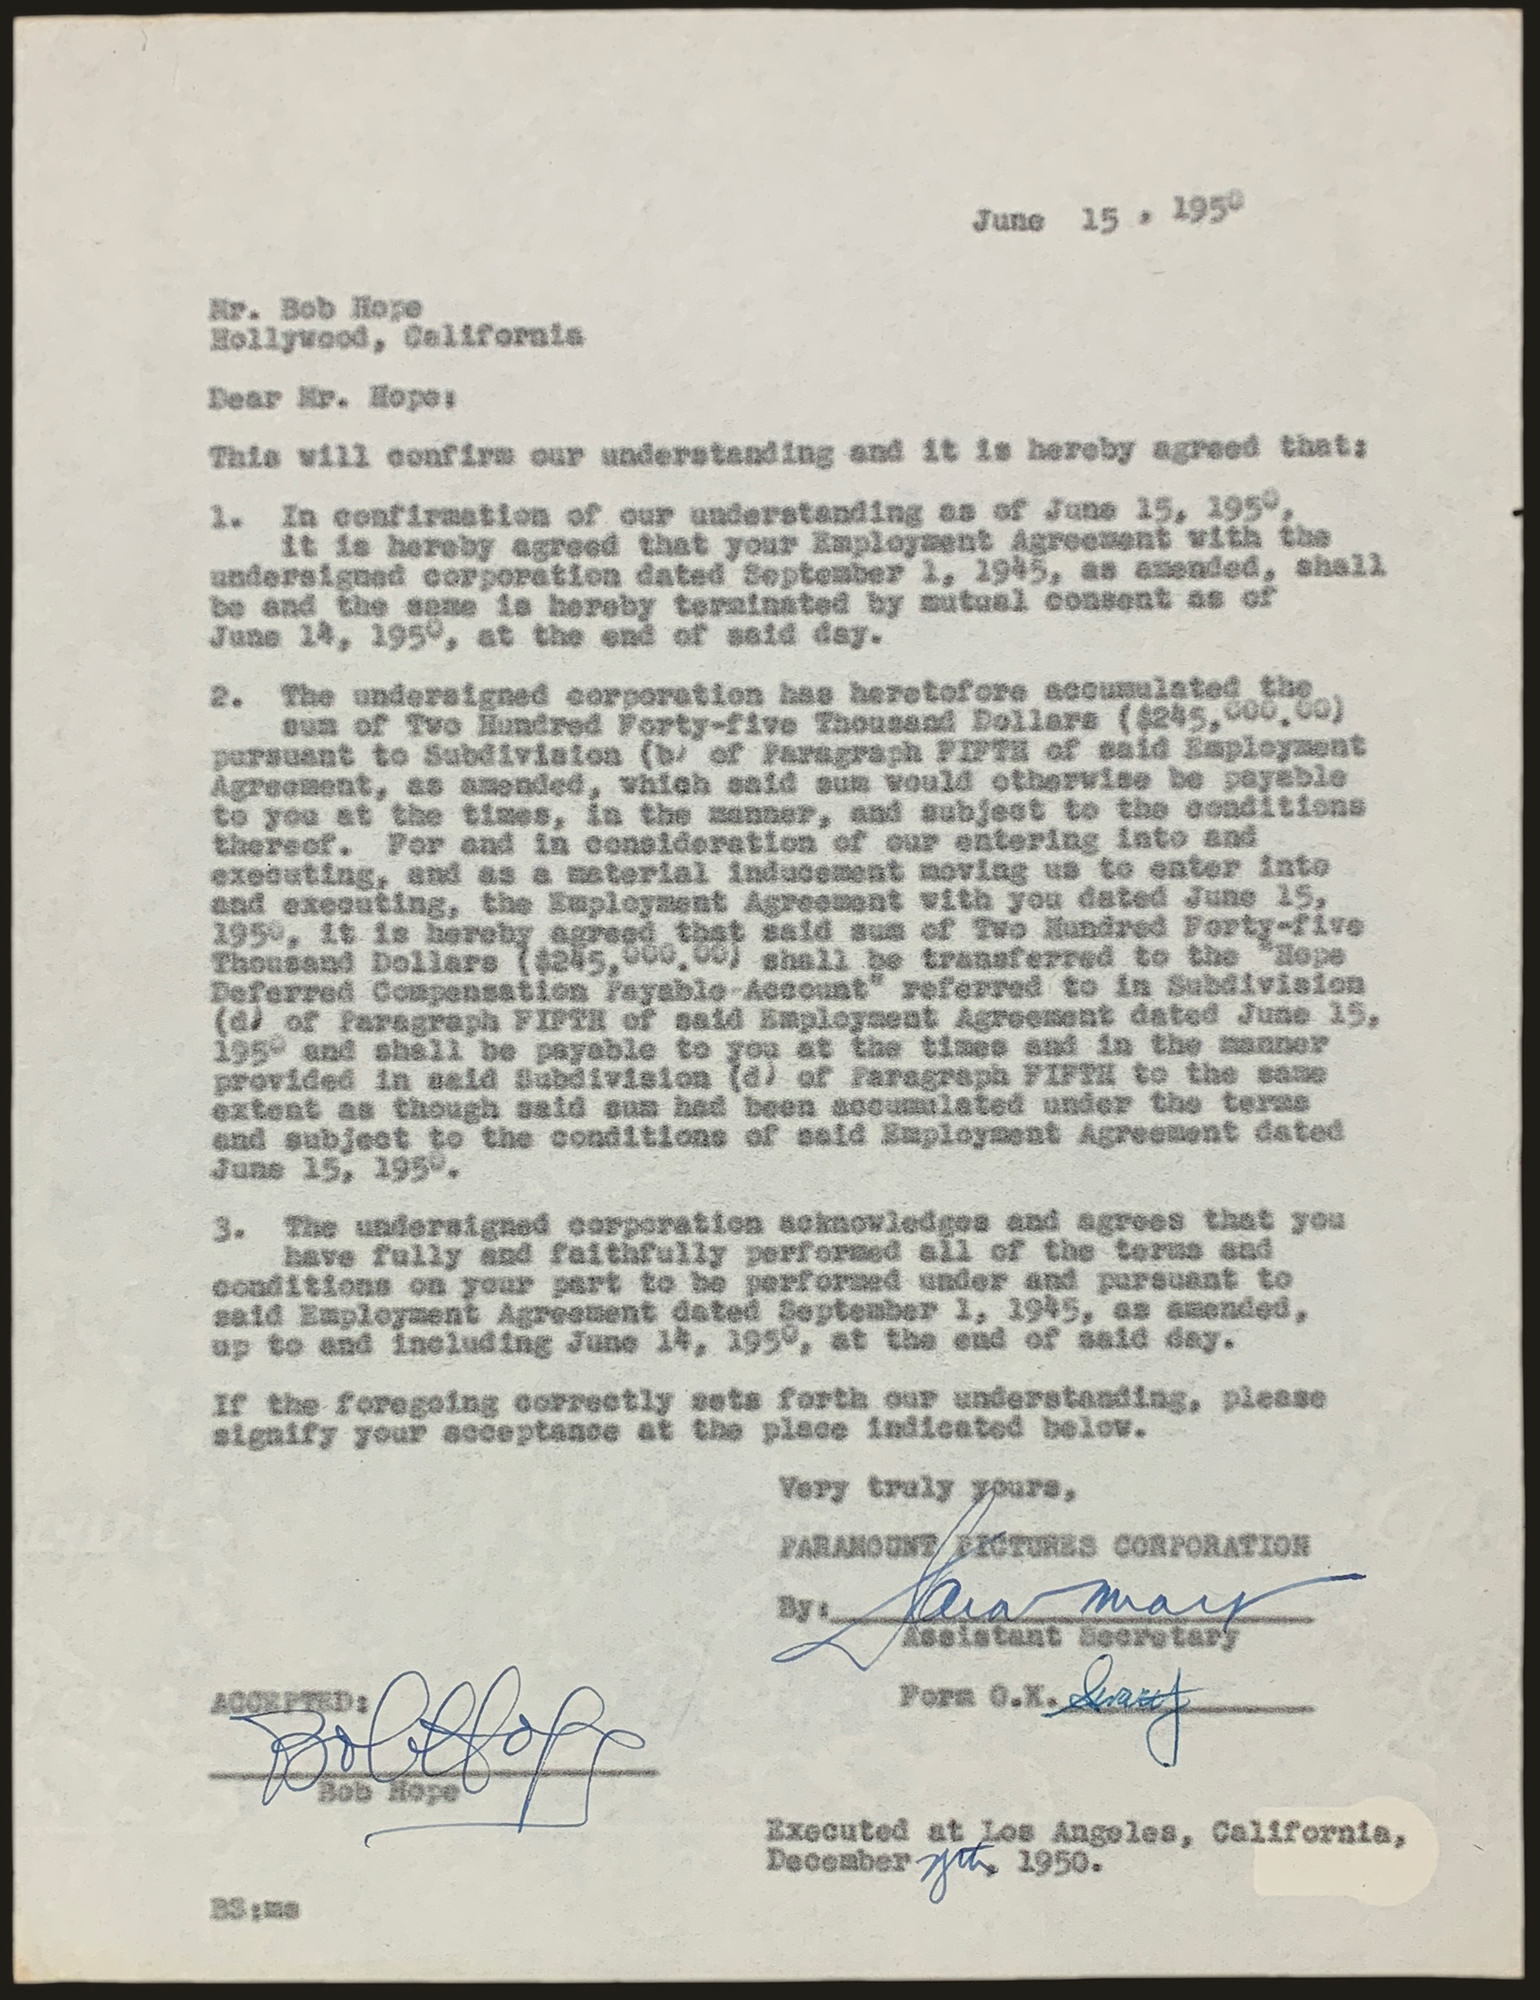 June 15, 1950
Mr. Bob Hope
Hollywood, California
Dear Mr. Hope:
This will confirm our understanding and it is hereby agreed that:
1. In confirmation of our understanding as of June 15, 1950,
it is hereby agreed that your Employment Agreement with the
undersigned corporation dated September 1, 1945, as amended, shall
be and the same is hereby terminated by mutual consent as of
June 14, 1950, at the end of said day.
2. The undersigned corporation has heretofore accumulated the
sum of Two Hundred Forty-five Thousand Dollars ($245,000.00)
pursuant to Subdivision (b) of Paragraph FIFTH of said Employment
Agreement, as amended, which said sum would otherwise be payable
to you at the times, in the manner, and subject to the conditions
thereof. For and in consideration of our entering into and
executing, and as a material inducement moving us to enter into
and executing, the Employment Agreement with you dated June 15,
1950, it is hereby agreed that said sum of Two Hundred Forty-five
Thousand Dollars ($245,000.00) shall be transferred to the "Hope
Deferred Compensation Payable Account" referred to in Subdivision
(d) of Paragraph FIFTH of said Employment Agreement dated June 15,
1950 and shall be payable to you at the times and in the manner
provided in said Subdivision (d) of Paragraph FIFTH to the same
extent as though said sum had been accumulated under the terms
and subject to the conditions of said Employment Agreement dated
June 15, 1950.
3. The undersigned corporation acknowledges and agrees that you
have fully and faithfully performed all of the terms and
conditions on your part to be performed under and pursuant to
said Employment Agreement dated September 1, 1945, as amended,
up to and including June 14, 1950, at the end of said day.
If the foregoing correctly sets forth our understanding, please
signify your acceptance at the place indicated below.
Very truly yours,
PARAMOUNT PICTURES CORPORATION
By:
Assistant Secretary
Form O.K.
ACCEPTED:
Bob Hope
Bob Hope
Executed at Los Angeles, California,
December , 1950.
BS:ms